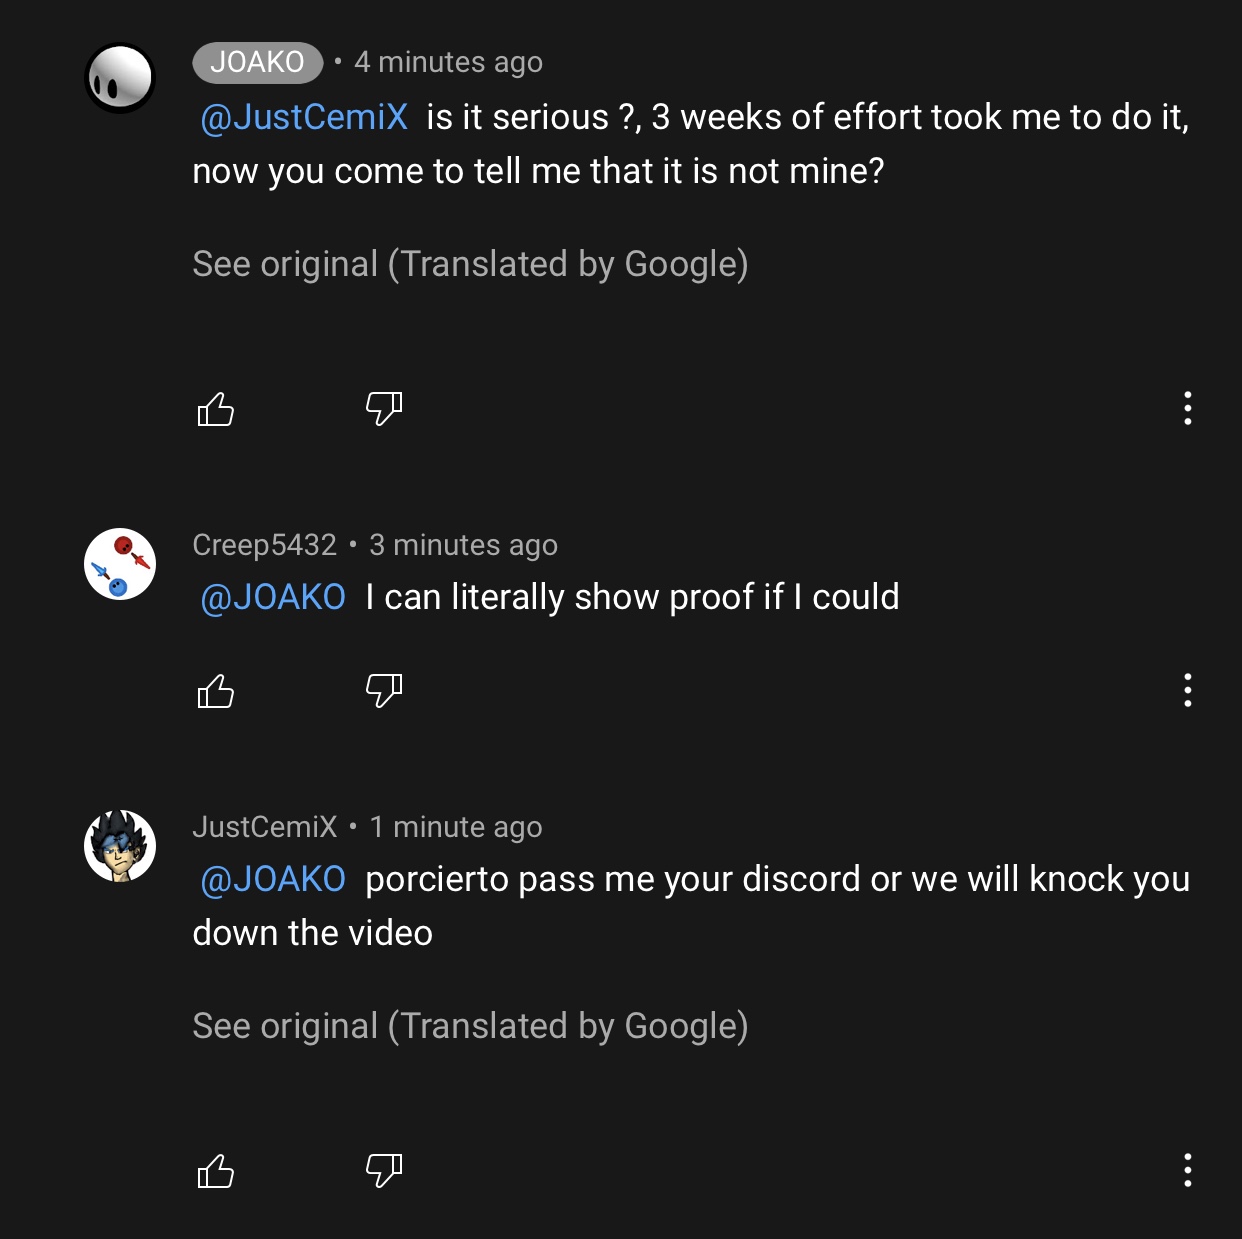 JOAKO • 4 minutes ago
@JustCemiX is it serious ?, 3 weeks of effort took me to do it,
now you come to tell me that it is not mine?
See original (Translated by Google)
Creep5432 • 3 minutes ago
@JOAKO I can literally show proof if I could
JustCemiX • 1 minute ago
@JOAKO porcierto pass me your discord or we will knock you
down the video
See original (Translated by Google)